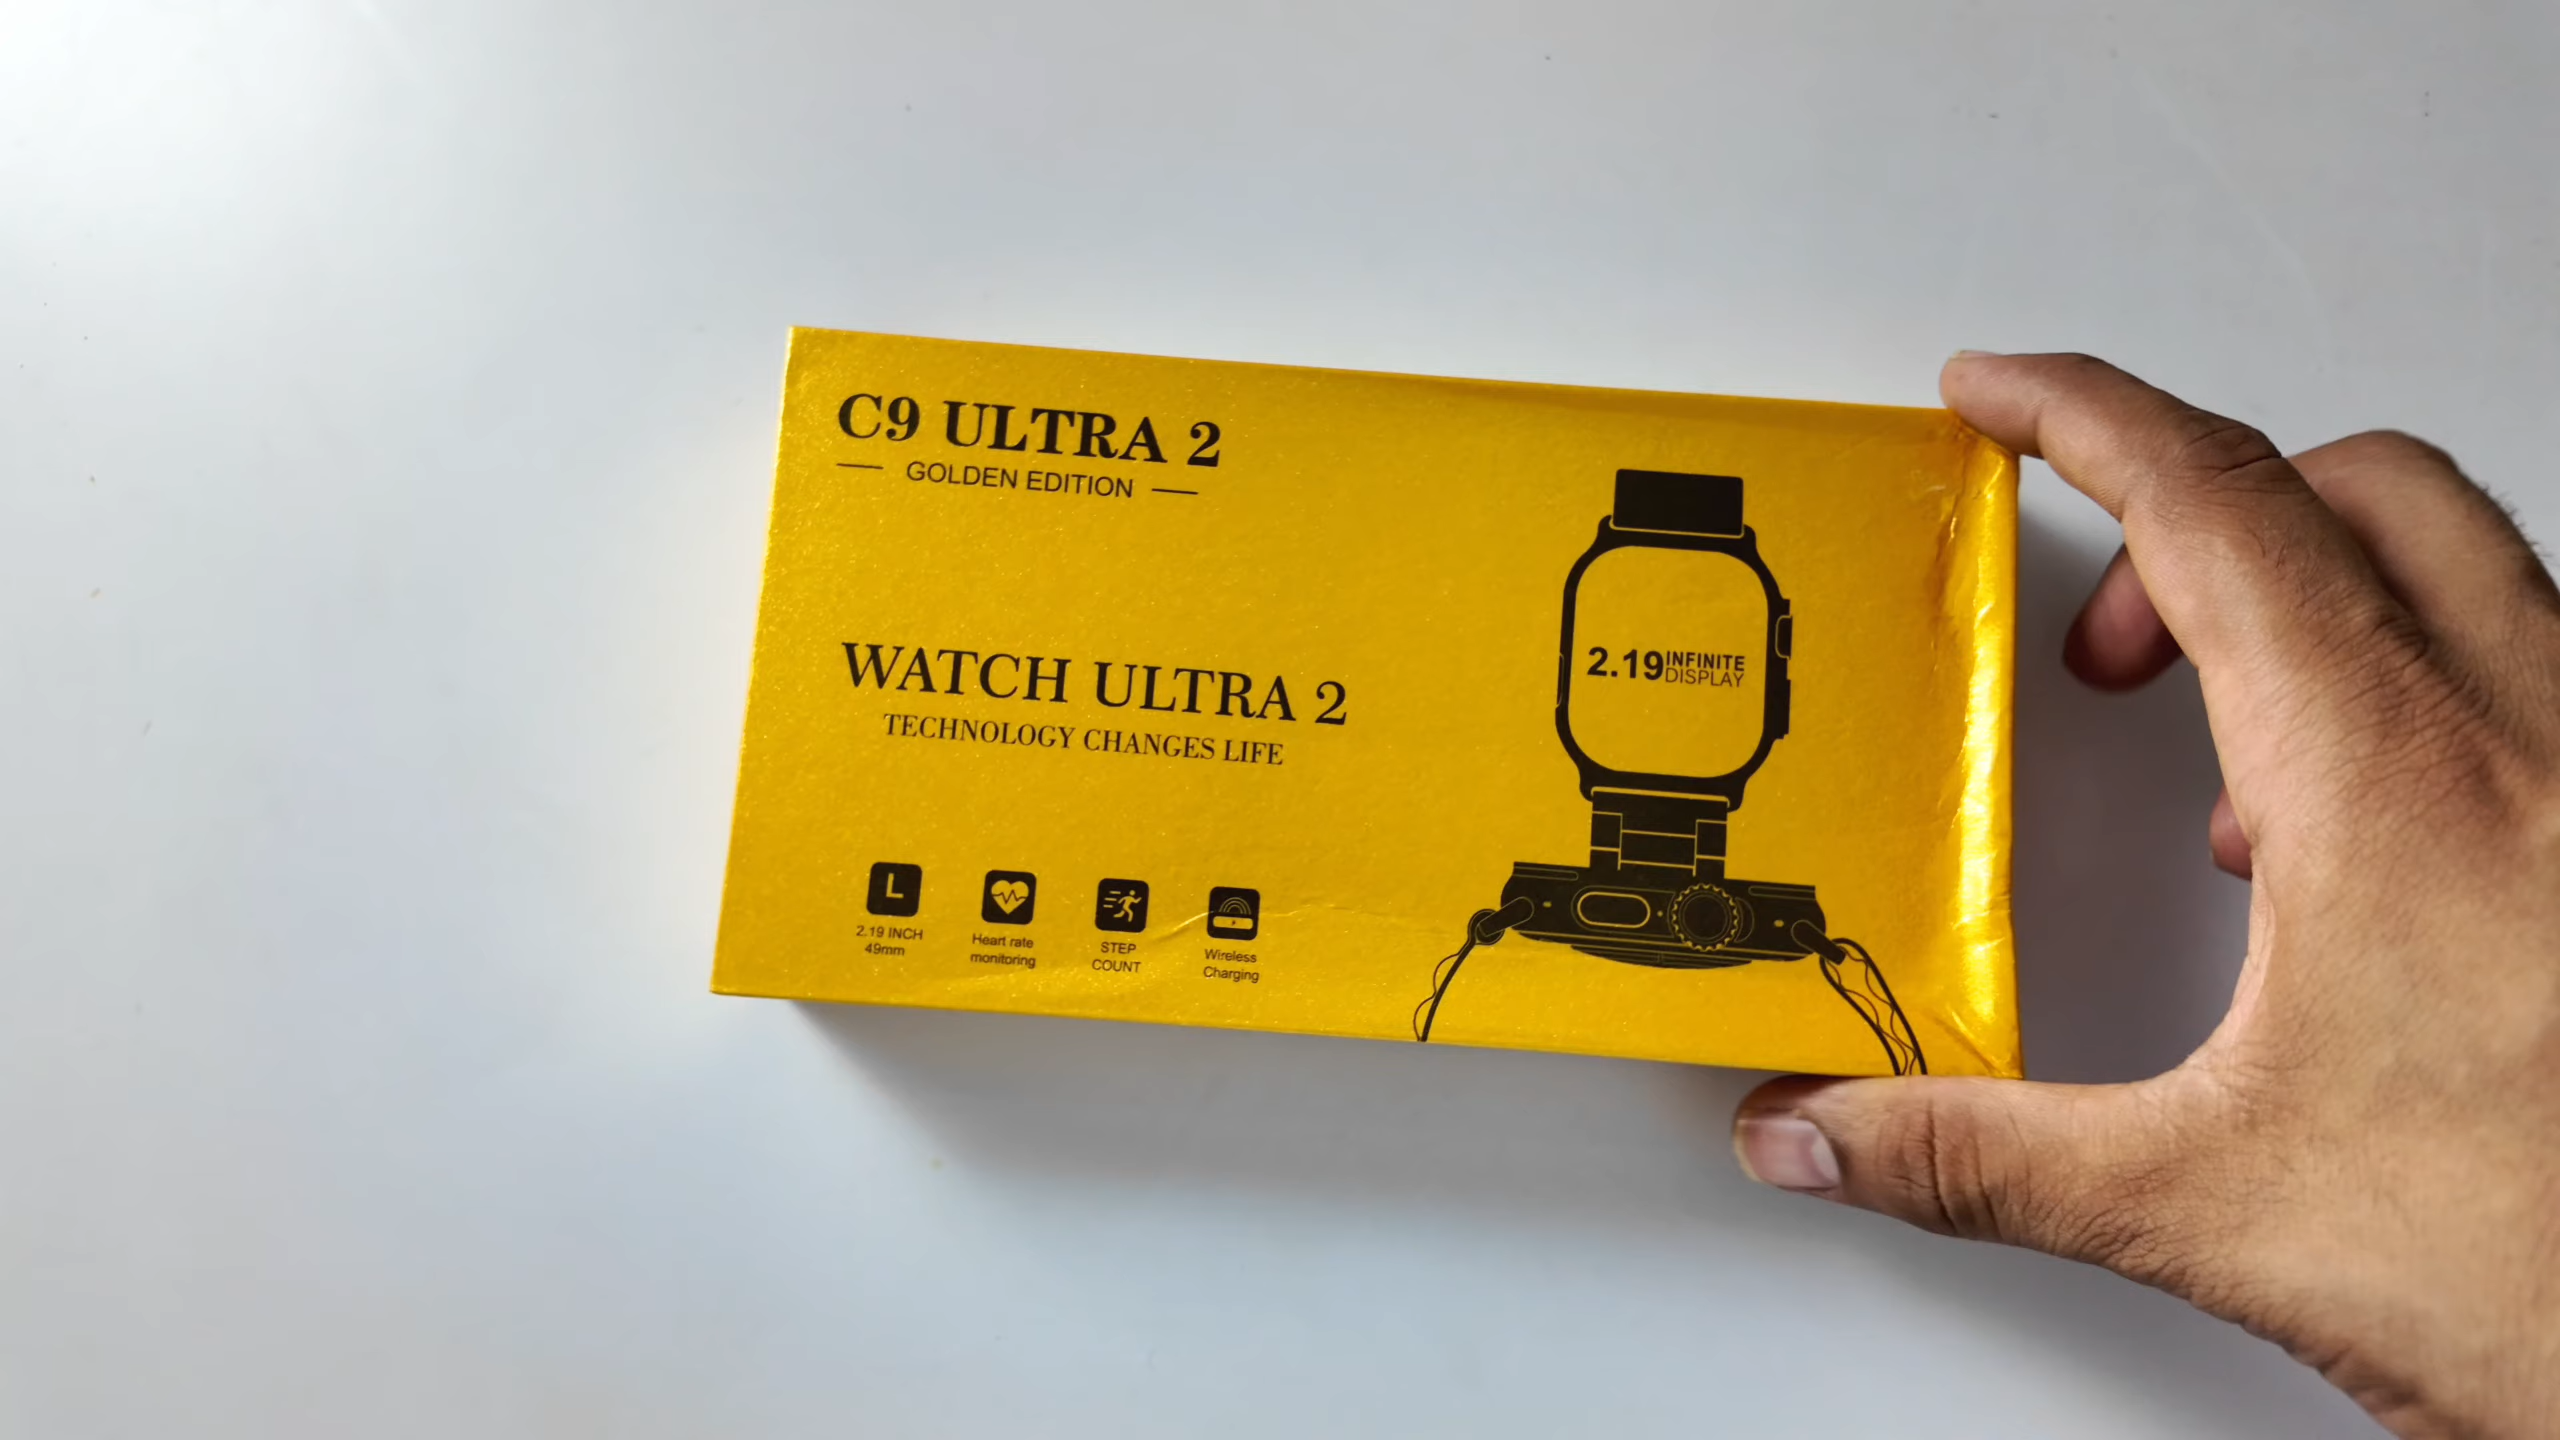 C9 ULTRA 2
GOLDEN EDITION
WATCH ULTRA 2
TECHNOLOGY CHANGES LIFE
2.19 INFINITE
DISPLAY
L
2.19 INCH
49mm
Heart rate
monitoring
STEP
COUNT
Wireless
Charging